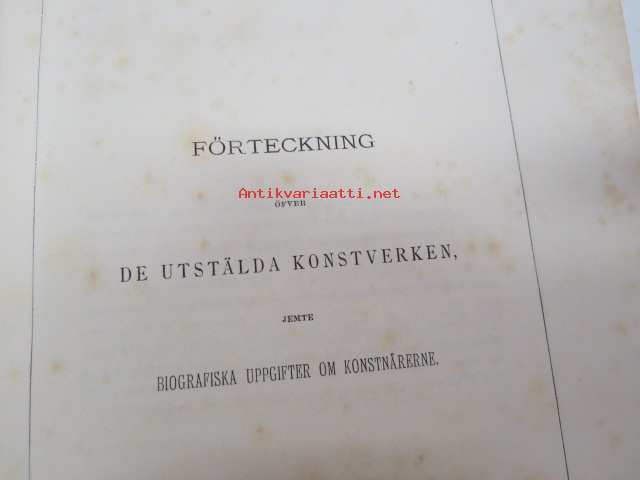 FÖRTECKNING
Antikvariaatti.net
ÖFVER
DE UTSTÄLDA KONSTVERKEN,
JEMTE
BIOGRAFISKA UPPGIFTER OM KONSTNÄRERNE.